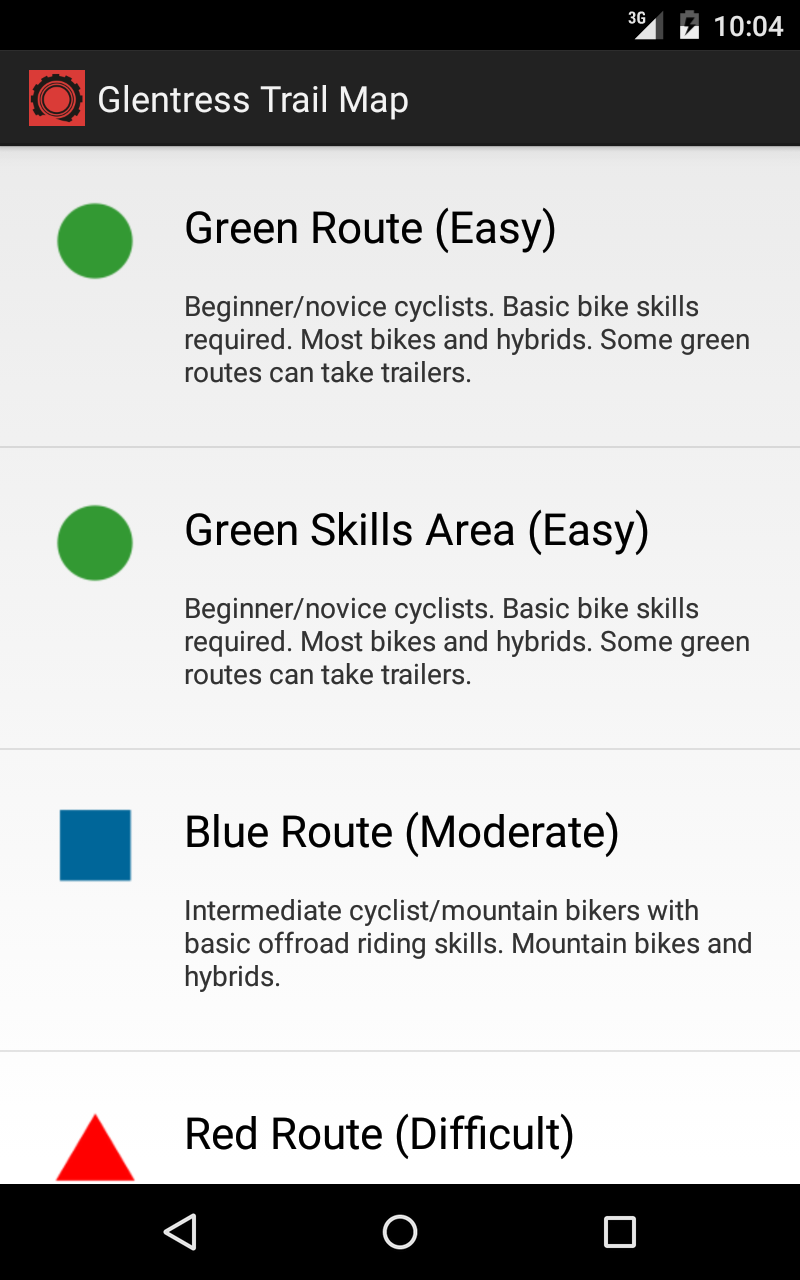 3G 10:04
Glentress Trail Map
Green Route (Easy)
Beginner/novice cyclists. Basic bike skills
required. Most bikes and hybrids. Some green
routes can take trailers.
Green Skills Area (Easy)
Beginner/novice cyclists. Basic bike skills
required. Most bikes and hybrids. Some green
routes can take trailers.
Blue Route (Moderate)
Intermediate cyclist/mountain bikers with
basic offroad riding skills. Mountain bikes and
hybrids.
Red Route (Difficult)